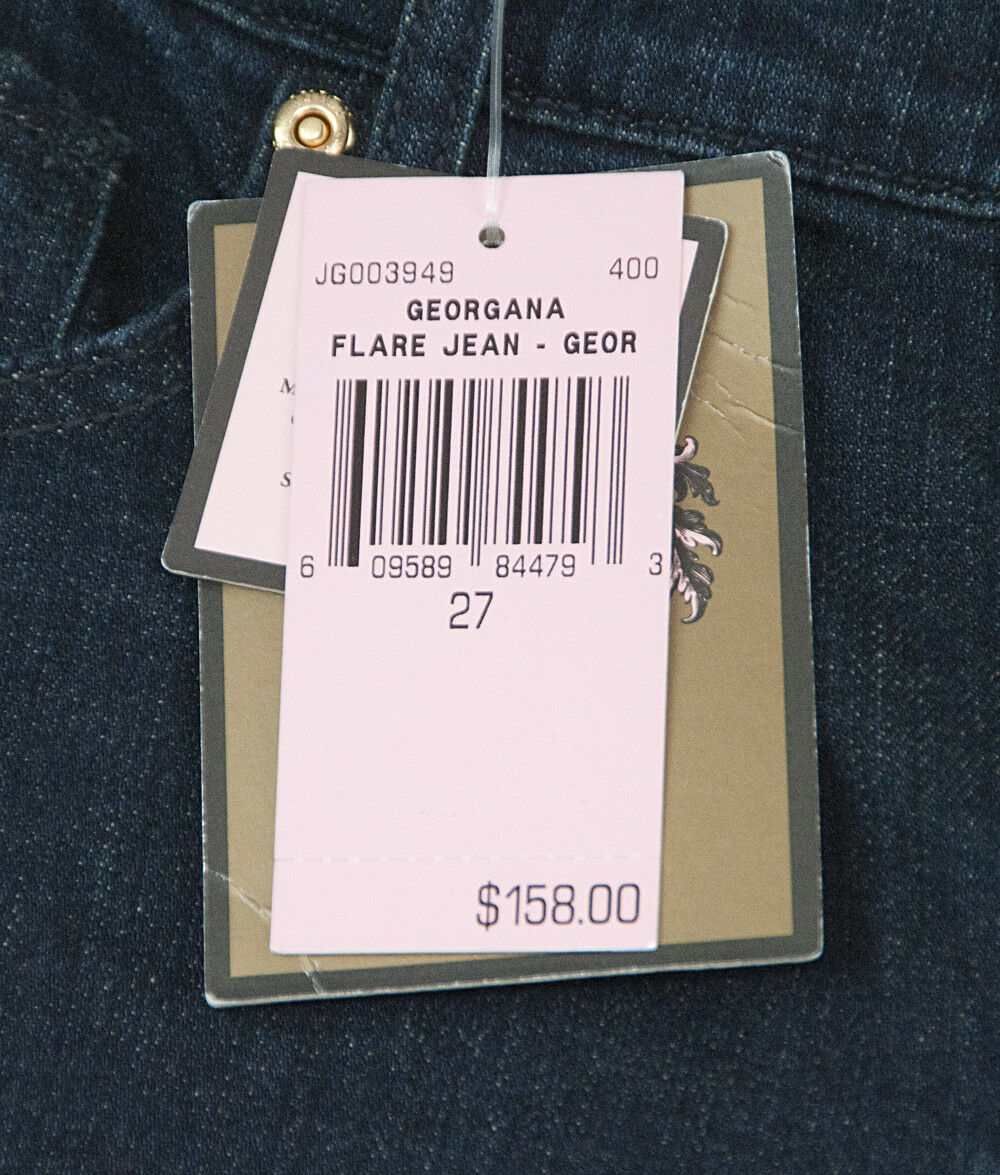 JG003949 400
GEORGANA
FLARE JEAN - GEOR
6 09589 84479 3
27
$158.00